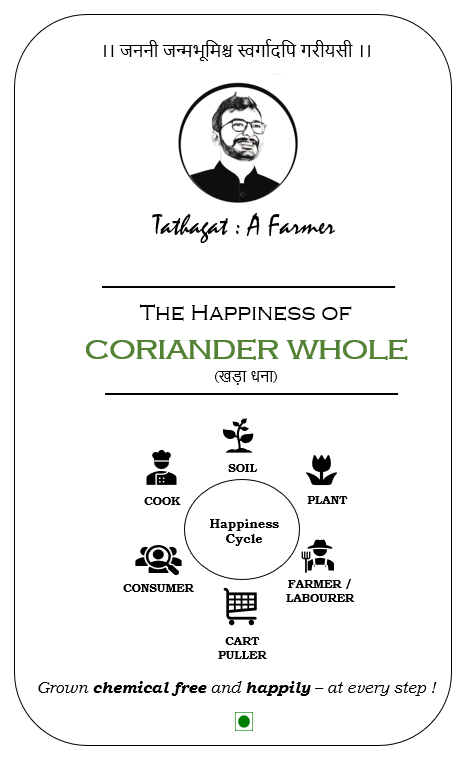 ।। जननी जन्मभूमिश्च स्वर्गादपि गरीयसी ।।
Tathagat : A Farmer
The Happiness of
CORIANDER WHOLE
(खड़ा धना)
SOIL
COOK
PLANT
Happiness
Cycle
CONSUMER
FARMER /
LABOURER
CART
PULLER
Grown chemical free and happily – at every step !